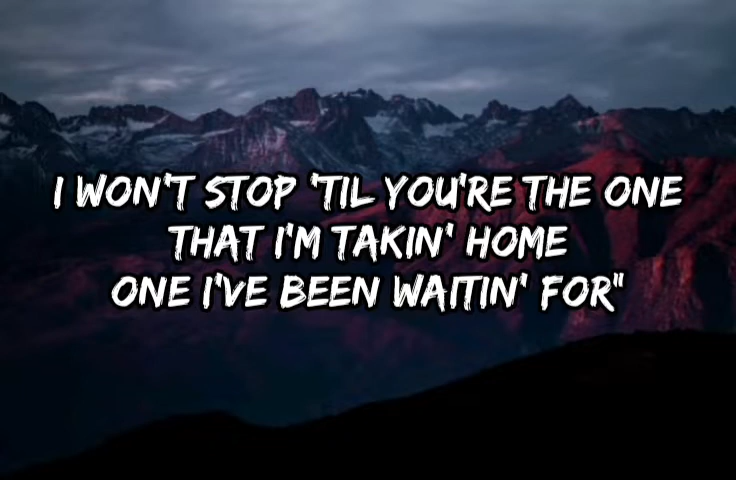 I WON'T STOP 'TIL YOU'RE THE ONE
THAT I'M TAKIN' HOME
ONE I'VE BEEN WAITIN' FOR"